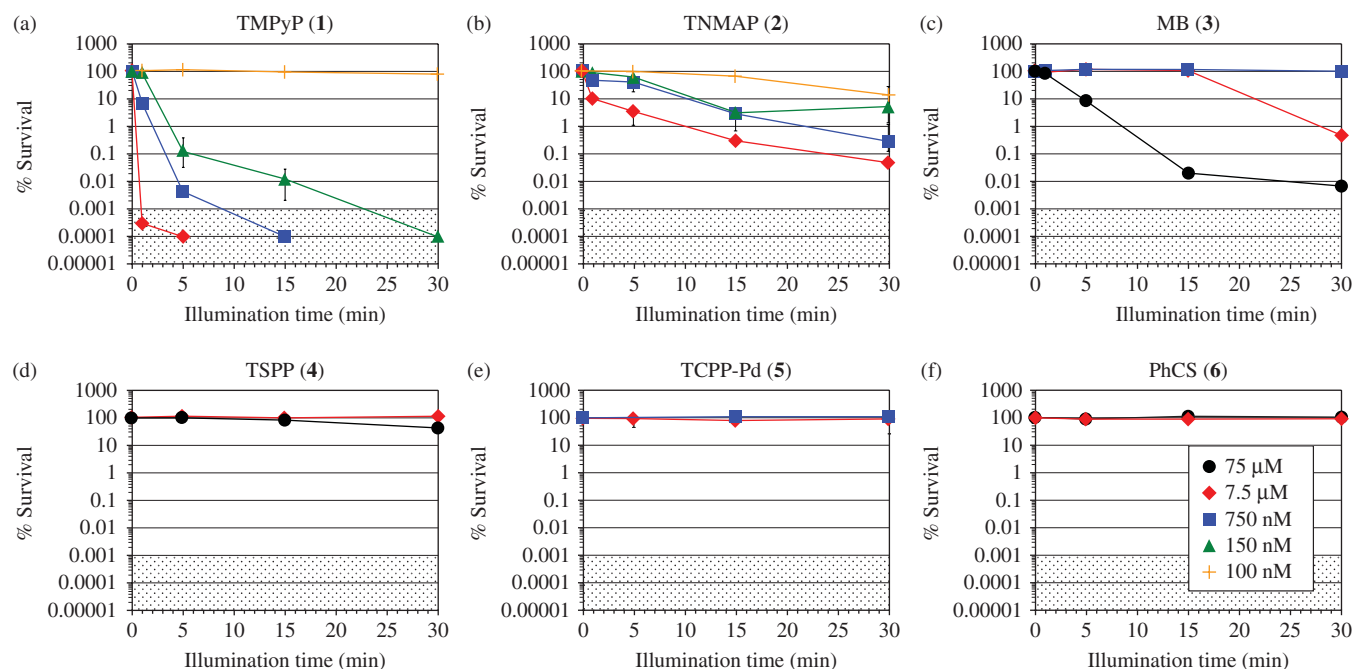 (a) TMPyP (1)
1000
100
10
1
0.1
0.01
0.001
0.0001
0.00001
% Survival
0 5 10 15 20 25 30
Illumination time (min)
(b) TNMAP (2)
1000
100
10
1
0.1
0.01
0.001
0.0001
0.00001
% Survival
0 5 10 15 20 25 30
Illumination time (min)
(c) MB (3)
1000
100
10
1
0.1
0.01
0.001
0.0001
0.00001
% Survival
0 5 10 15 20 25 30
Illumination time (min)
(d) TSPP (4)
1000
100
10
1
0.1
0.01
0.001
0.0001
0.00001
% Survival
0 5 10 15 20 25 30
Illumination time (min)
(e) TCPP-Pd (5)
1000
100
10
1
0.1
0.01
0.001
0.0001
0.00001
% Survival
0 5 10 15 20 25 30
Illumination time (min)
(f) PhCS (6)
1000
100
10
1
0.1
0.01
0.001
0.0001
0.00001
% Survival
0 5 10 15 20 25 30
Illumination time (min)
75 µM
7.5 µM
750 nM
150 nM
100 nM